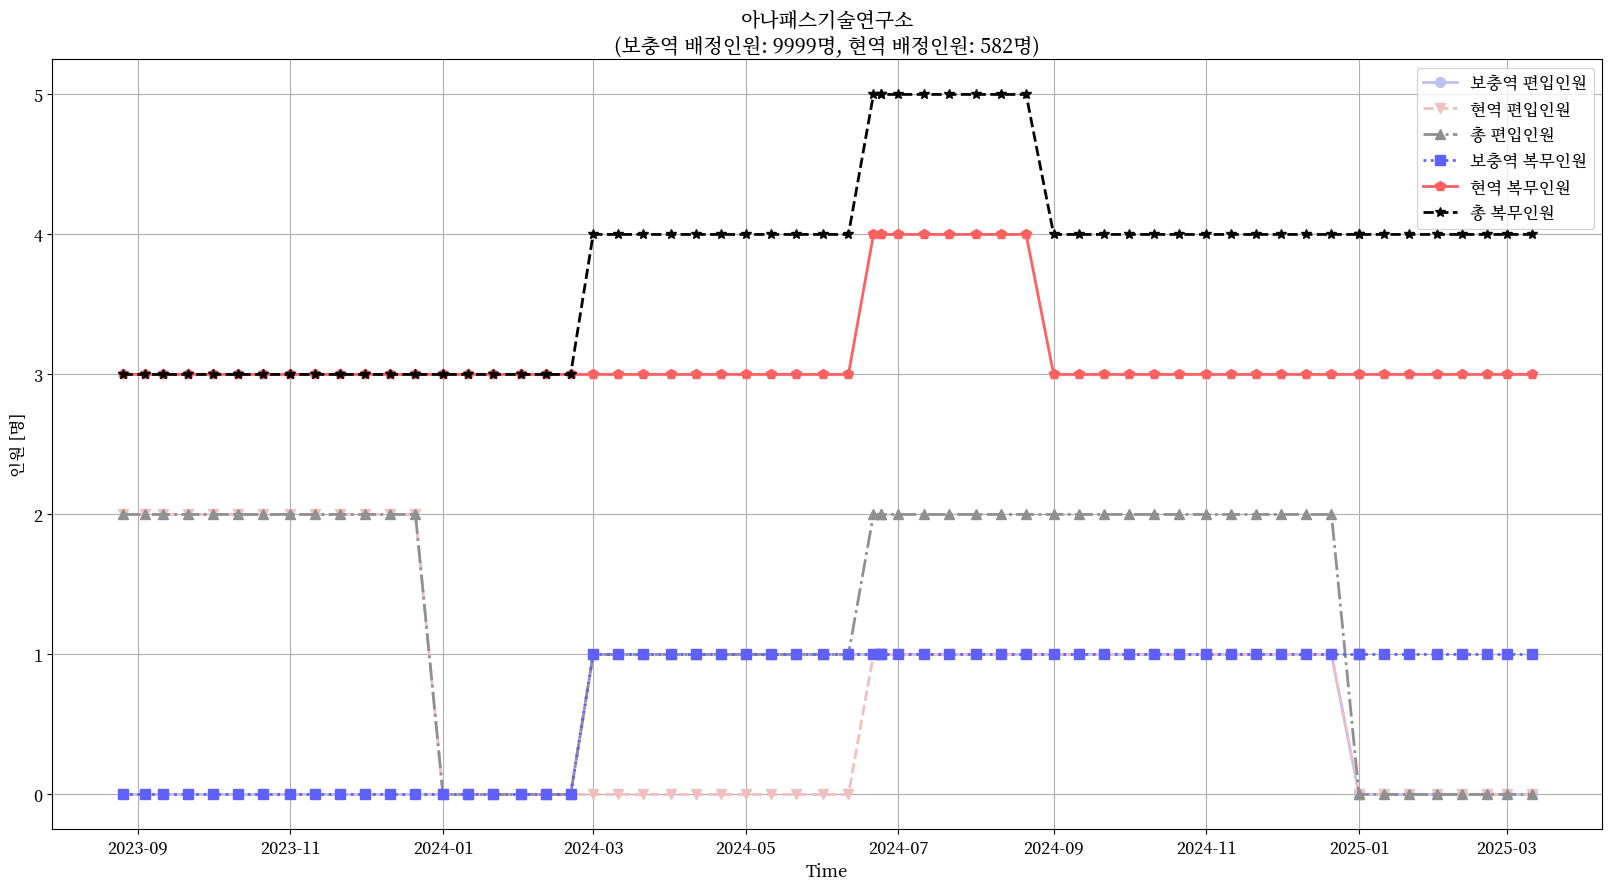 아나패스기술연구소
(보충역 배정인원: 9999명, 현역 배정인원: 582명)
보충역 편입인원
현역 편입인원
총 편입인원
보충역 복무인원
현역 복무인원
총 복무인원
인원 [명]
5
4
3
2
1
0
2023-09
2023-11
2024-01
2024-03
2024-05
2024-07
2024-09
2024-11
2025-01
2025-03
Time